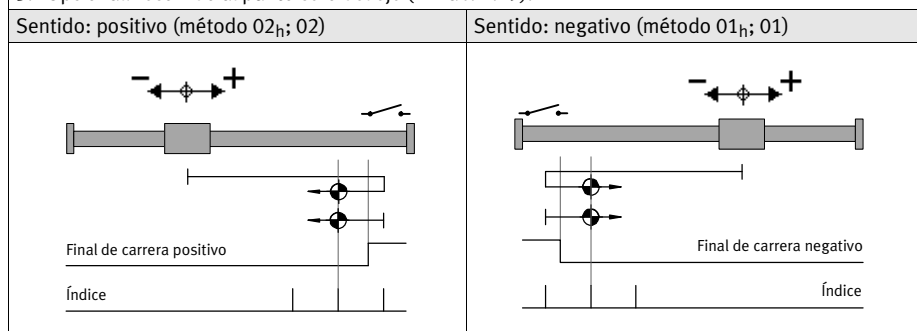 Sentido: positivo (método 02h; 02)
Sentido: negativo (método 01h; 01)
− +
− +
Final de carrera positivo
Final de carrera negativo
Índice
Índice